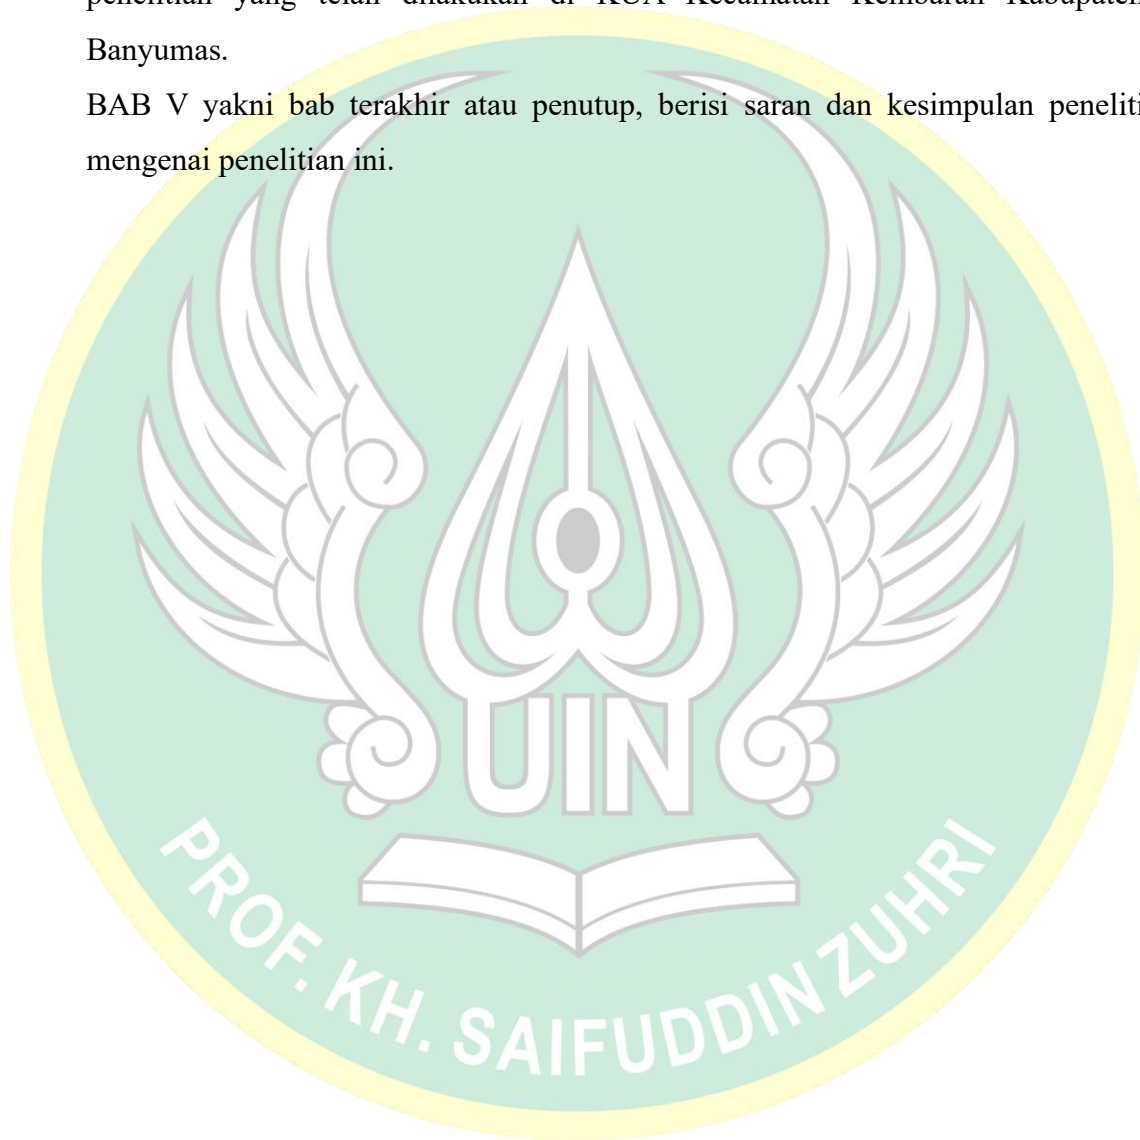 penelitian yang telah dilakukan di KUA Kecamatan Kembaran Kabupaten
Banyumas.
BAB V yakni bab terakhir atau penutup, berisi saran dan kesimpulan peneliti
mengenai penelitian ini.
UIN
PROF. KH. SAIFUDDIN ZUHRI